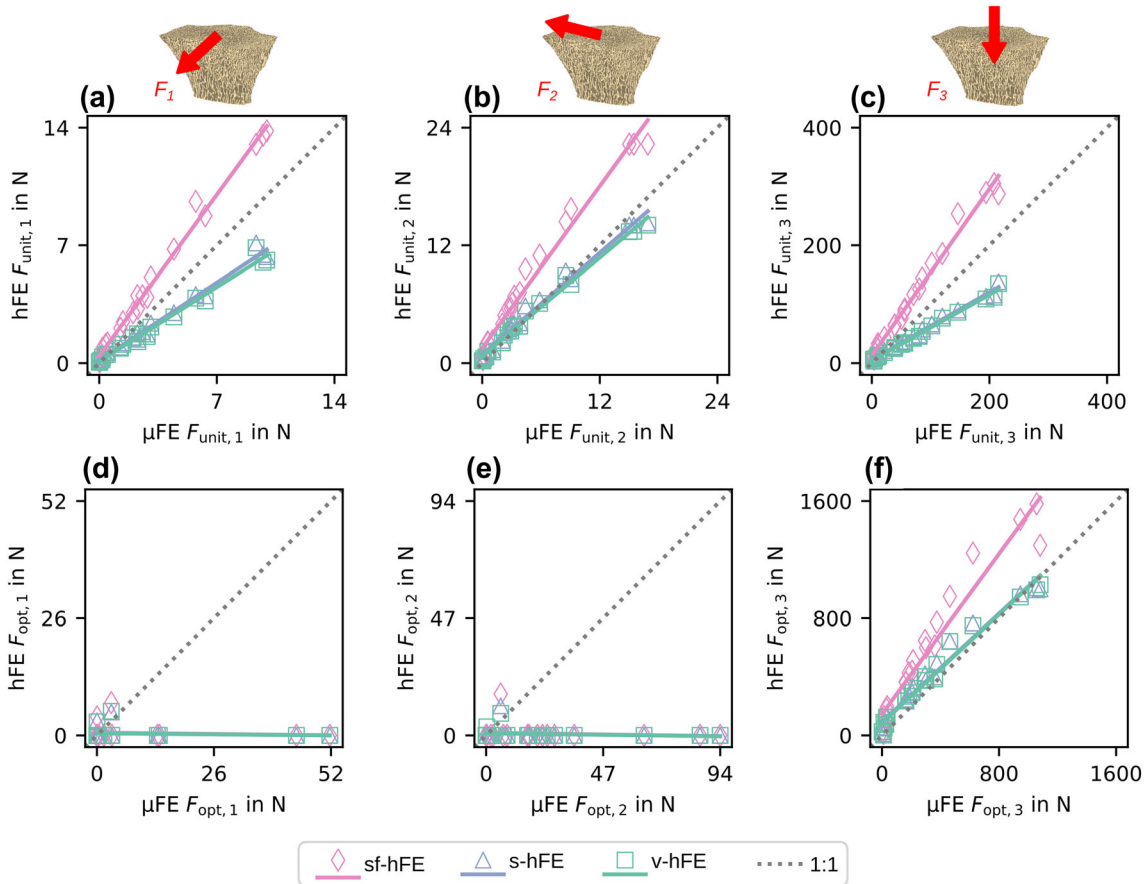 F1 F2 F3
(a) (b) (c)
14
7
0
hFE Funit, 1 in N
0 7 14
µFE Funit, 1 in N
24
12
0
hFE Funit, 2 in N
0 12 24
µFE Funit, 2 in N
400
200
0
hFE Funit, 3 in N
0 200 400
µFE Funit, 3 in N
(d) (e) (f)
52
26
0
hFE Fopt, 1 in N
0 26 52
µFE Fopt, 1 in N
94
47
0
hFE Fopt, 2 in N
0 47 94
µFE Fopt, 2 in N
1600
800
0
hFE Fopt, 3 in N
0 800 1600
µFE Fopt, 3 in N
sf-hFE s-hFE v-hFE 1:1